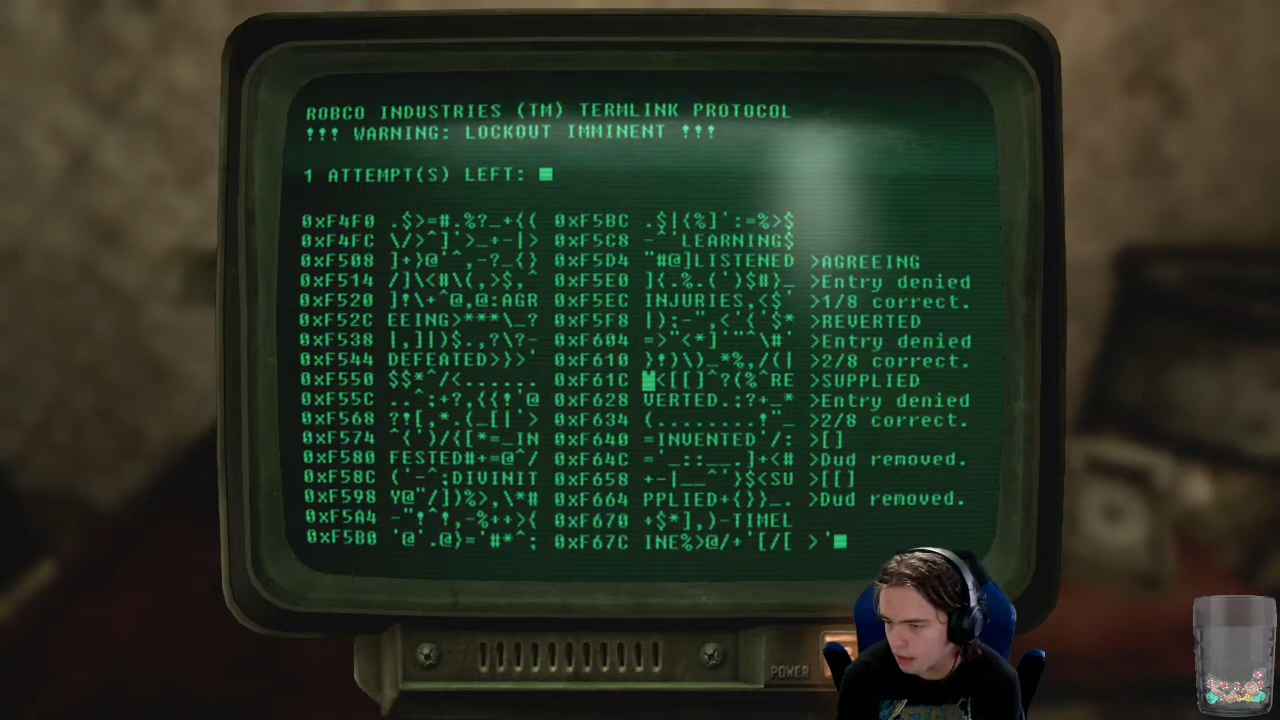 ROBCO INDUSTRIES (TM) TERMLINK PROTOCOL
!!! WARNING: LOCKOUT IMMINENT !!!
1 ATTEMPT(S) LEFT:
0xF4F0 .$>=#.%?_+{( 0xF5BC .$|{%]':=%>$
0xF4FC \/>^]'>_+-|> 0xF5C8 -^'LEARNING$
0xF508 ]+}@'^,-?_{} 0xF5D4 "#@]LISTENED >AGREEING
0xF514 /]\<#\(,>$,^ 0xF5E0 ]{.%.(')$#}_ >Entry denied
0xF520 ]!\+^@,@:AGR 0xF5EC INJURIES,<$' >1/8 correct.
0xF52C EEING>***\_? 0xF5F8 |):-",<'{'$* >REVERTED
0xF538 |,]|)$.,?\?- 0xF604 =>"<*]'"^\#' >Entry denied
0xF544 DEFEATED>}>' 0xF610 }!)\)_*%,/(| >2/8 correct.
0xF550 $$*^/<...... 0xF61C <[[]^?(%^RE >SUPPLIED
0xF55C ..^;+?,{{!'@ 0xF628 VERTED.:?+_* >Entry denied
0xF568 ?![,*.(_[|'> 0xF634 (........!"_ >2/8 correct.
0xF574 ^{')/{[*=_IN 0xF640 =INVENTED'/: >[]
0xF580 FESTED#+=@^/ 0xF64C ='_::__.]+<# >Dud removed.
0xF58C ('-^;DIVINIT 0xF658 +-|__^'}$<SU >[[]
0xF598 Y@"/])%>,\*# 0xF664 PPLIED+{}}_. >Dud removed.
0xF5A4 -"!^!,-%++>{ 0xF670 +$*],)-TIMEL
0xF5B0 '@'.@}='#*^; 0xF67C INE%>@/+'[/[ >'
POWER